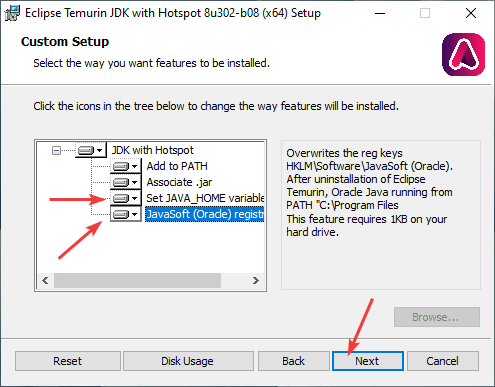 Eclipse Temurin JDK with Hotspot 8u302-b08 (x64) Setup
Custom Setup
Select the way you want features to be installed.
Click the icons in the tree below to change the way features will be installed.
JDK with Hotspot
Add to PATH
Associate .jar
Set JAVA_HOME variable
JavaSoft (Oracle) registr
Overwrites the reg keys
HKLM\Software\JavaSoft (Oracle).
After uninstallation of Eclipse
Temurin, Oracle Java running from
PATH "C:\Program Files
This feature requires 1KB on your
hard drive.
Browse...
Reset
Disk Usage
Back
Next
Cancel